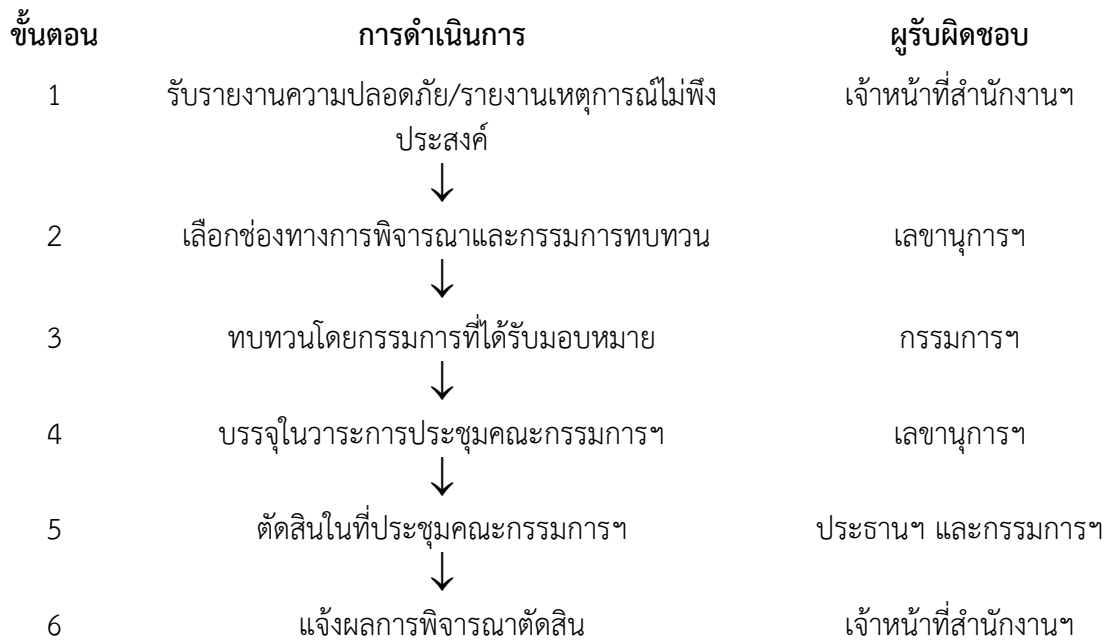 ขั้นตอน การดำเนินการ ผูรับผิดชอบ
1 รับรายงานความปลอดภัย/รายงานเหตุการณ์ไม่พึง เจ้าหน้าที่สำนักงานฯ
ประสงค์
2 เลือกช่องทางการพิจารณาและกรรมการทบทวน เลขานุการฯ
3 ทบทวนโดยกรรมการที่ได้รับมอบหมาย กรรมการฯ
4 บรรจุในวาระการประชุมคณะกรรมการฯ เลขานุการฯ
5 ตัดสินในที่ประชุมคณะกรรมการฯ ประธานฯ และกรรมการฯ
6 แจ้งผลการพิจารณาตัดสิน เจ้าหน้าที่สำนักงานฯ